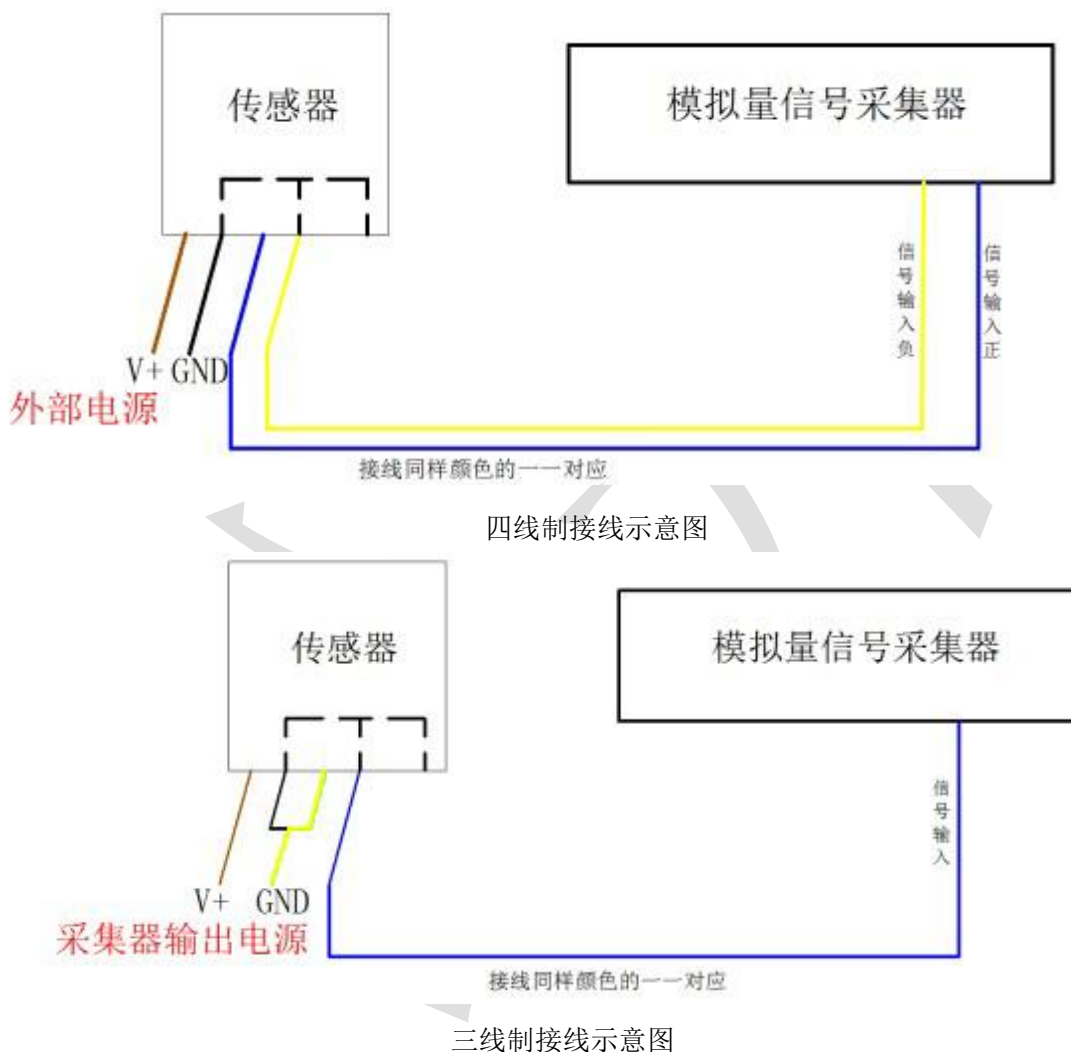 传感器
模拟量信号采集器
信号输入负
信号输入正
V+ GND
外部电源
接线同样颜色的一一对应
四线制接线示意图
传感器
模拟量信号采集器
信号输入
V+ GND
采集器输出电源
接线同样颜色的一一对应
三线制接线示意图